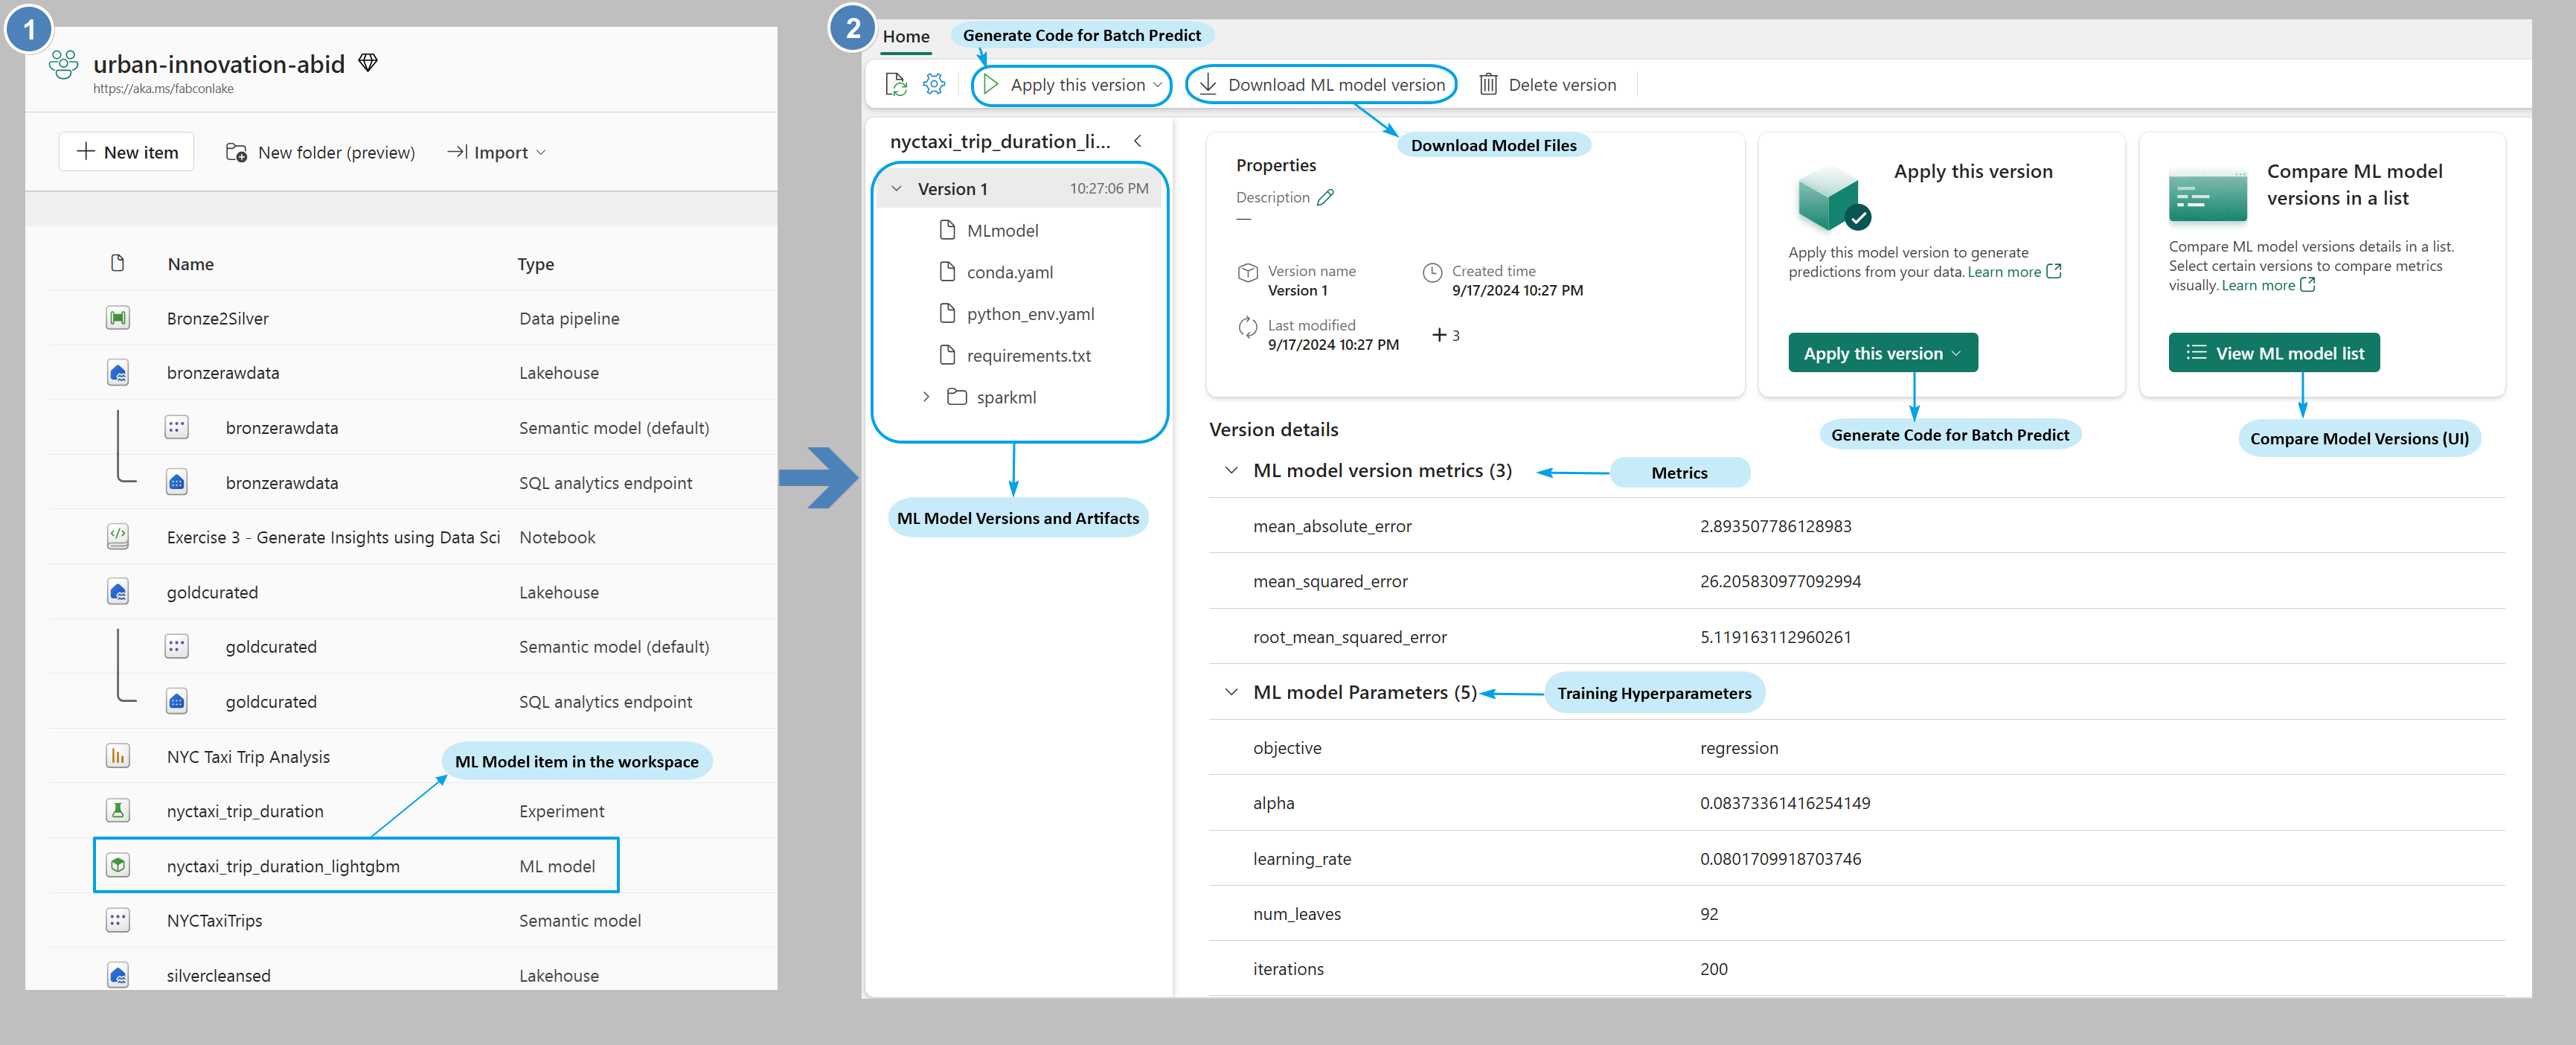 1
urban-innovation-abid
https://aka.ms/fabconlake
New item
New folder (preview)
Import
Name Type
Bronze2Silver Data pipeline
bronzerawdata Lakehouse
bronzerawdata Semantic model (default)
bronzerawdata SQL analytics endpoint
Exercise 3 - Generate Insights using Data Sci Notebook
goldcurated Lakehouse
goldcurated Semantic model (default)
goldcurated SQL analytics endpoint
NYC Taxi Trip Analysis
ML Model item in the workspace
nyctaxi_trip_duration Experiment
nyctaxi_trip_duration_lightgbm ML model
NYCTaxiTrips Semantic model
silvercleansed Lakehouse
2
Home
Generate Code for Batch Predict
Apply this version
Download ML model version
Delete version
Download Model Files
nyctaxi_trip_duration_li...
Version 1 10:27:06 PM
MLmodel
conda.yaml
python_env.yaml
requirements.txt
sparkml
ML Model Versions and Artifacts
Properties
Description
—
Version name
Version 1
Created time
9/17/2024 10:27 PM
Last modified
9/17/2024 10:27 PM
+ 3
Apply this version
Apply this model version to generate
predictions from your data. Learn more
Apply this version
Generate Code for Batch Predict
Compare ML model
versions in a list
Compare ML model versions details in a list.
Select certain versions to compare metrics
visually. Learn more
View ML model list
Compare Model Versions (UI)
Version details
ML model version metrics (3)
Metrics
mean_absolute_error 2.893507786128983
mean_squared_error 26.205830977092994
root_mean_squared_error 5.119163112960261
ML model Parameters (5)
Training Hyperparameters
objective regression
alpha 0.08373361416254149
learning_rate 0.0801709918703746
num_leaves 92
iterations 200